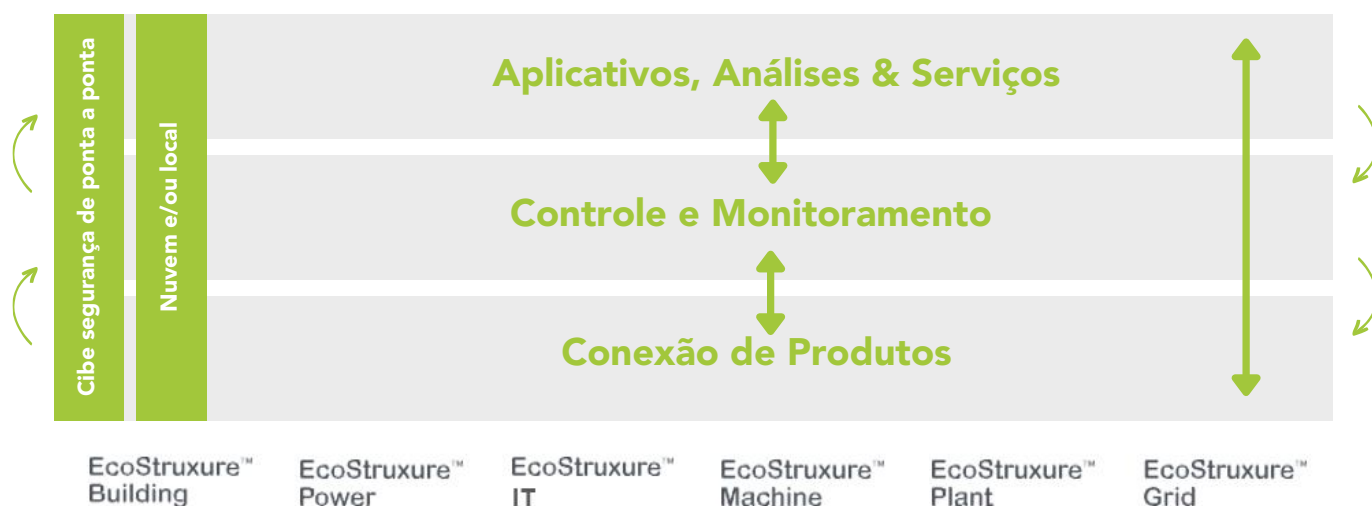 Cibe segurança de ponta a ponta
Nuvem e/ou local
Aplicativos, Análises & Serviços
Controle e Monitoramento
Conexão de Produtos
EcoStruxure™
Building
EcoStruxure™
Power
EcoStruxure™
IT
EcoStruxure™
Machine
EcoStruxure™
Plant
EcoStruxure™
Grid